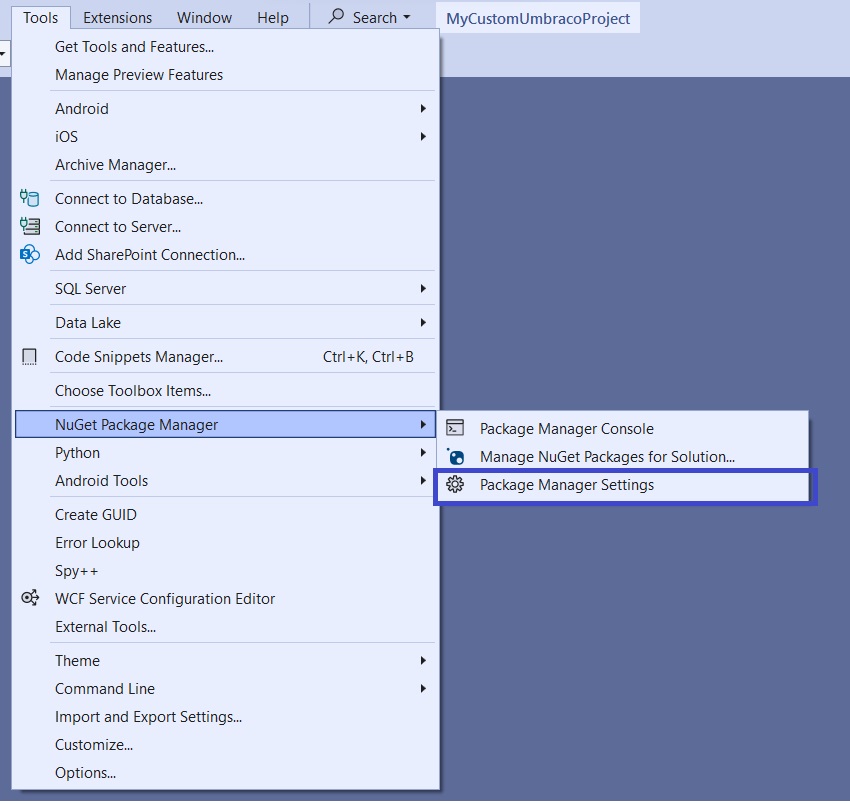 Tools Extensions Window Help Search MyCustomUmbracoProject
Get Tools and Features...
Manage Preview Features
Android
iOS
Archive Manager...
Connect to Database...
Connect to Server...
Add SharePoint Connection...
SQL Server
Data Lake
Code Snippets Manager... Ctrl+K, Ctrl+B
Choose Toolbox Items...
NuGet Package Manager
Package Manager Console
Manage NuGet Packages for Solution...
Package Manager Settings
Python
Android Tools
Create GUID
Error Lookup
Spy++
WCF Service Configuration Editor
External Tools...
Theme
Command Line
Import and Export Settings...
Customize...
Options...